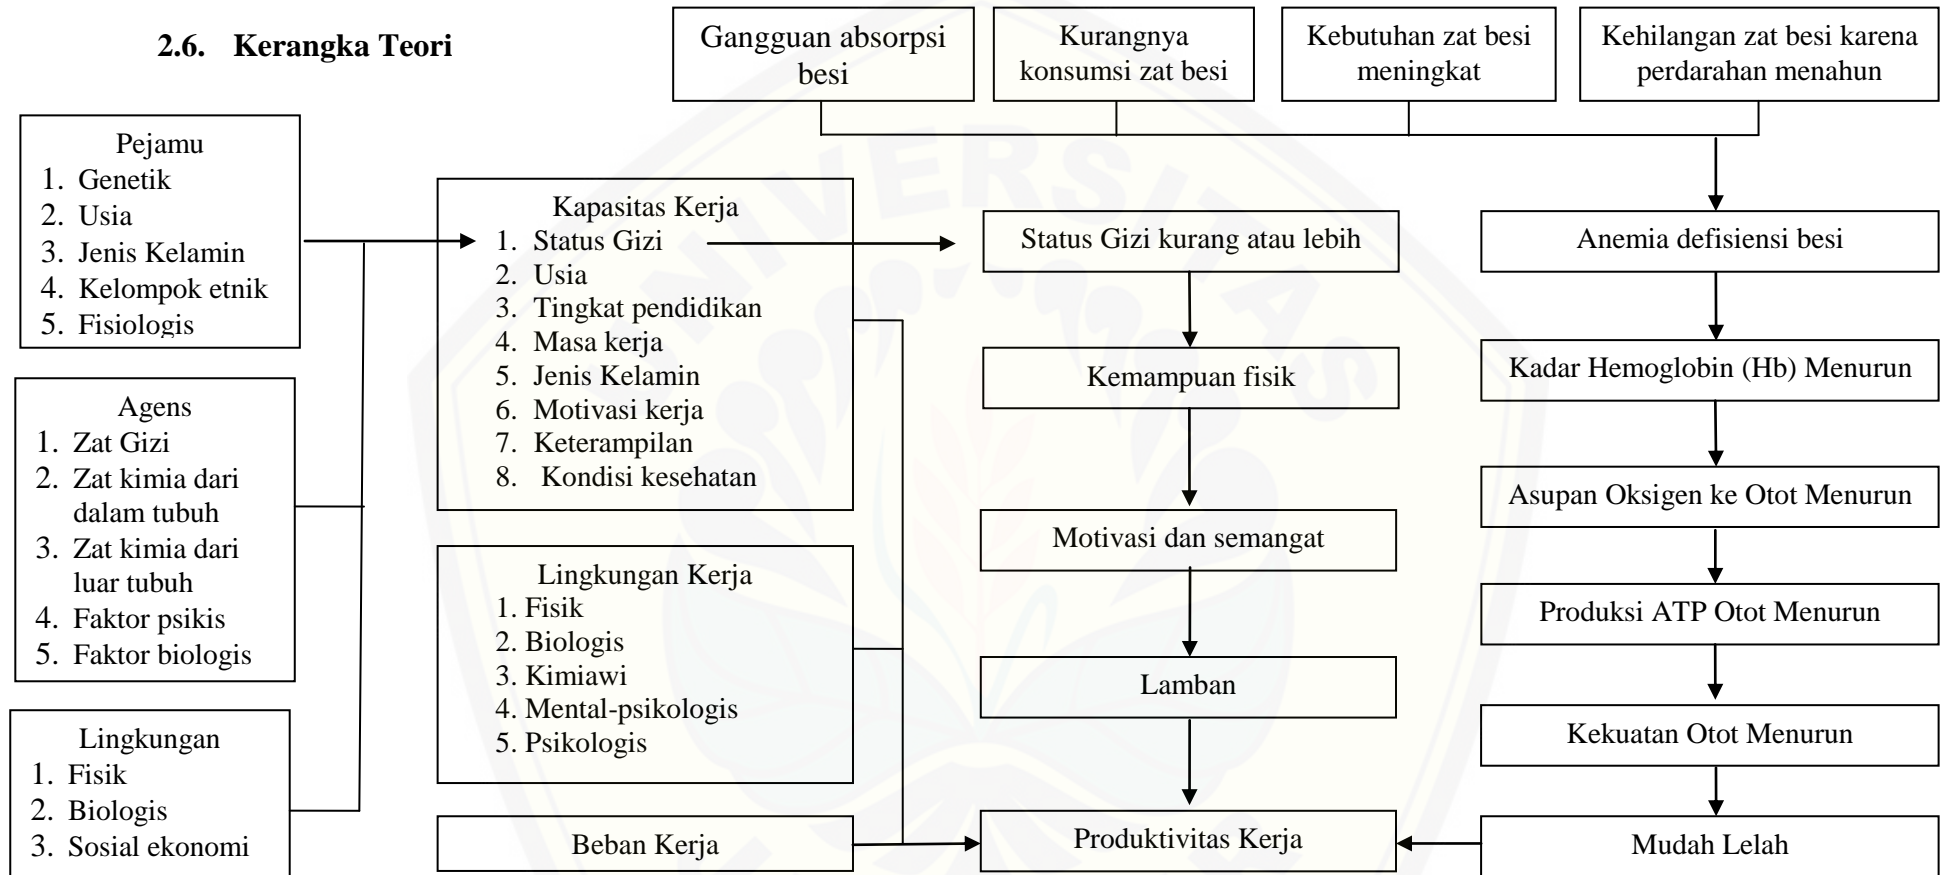 2.6. Kerangka Teori
Gangguan absorpsi
besi
Kurangnya
konsumsi zat besi
Kebutuhan zat besi
meningkat
Kehilangan zat besi karena
perdarahan menahun
Pejamu
1. Genetik
2. Usia
3. Jenis Kelamin
4. Kelompok etnik
5. Fisiologis
Agens
1. Zat Gizi
2. Zat kimia dari
dalam tubuh
3. Zat kimia dari
luar tubuh
4. Faktor psikis
5. Faktor biologis
Lingkungan
1. Fisik
2. Biologis
3. Sosial ekonomi
Kapasitas Kerja
1. Status Gizi
2. Usia
3. Tingkat pendidikan
4. Masa kerja
5. Jenis Kelamin
6. Motivasi kerja
7. Keterampilan
8. Kondisi kesehatan
Lingkungan Kerja
1. Fisik
2. Biologis
3. Kimiawi
4. Mental-psikologis
5. Psikologis
Beban Kerja
Status Gizi kurang atau lebih
Kemampuan fisik
Motivasi dan semangat
Lamban
Produktivitas Kerja
Anemia defisiensi besi
Kadar Hemoglobin (Hb) Menurun
Asupan Oksigen ke Otot Menurun
Produksi ATP Otot Menurun
Kekuatan Otot Menurun
Mudah Lelah
UNIVERSITAS